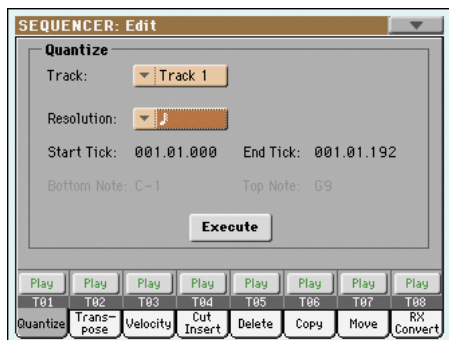 SEQUENCER: Edit
Quantize
Track: Track 1
Resolution:
Start Tick: 001.01.000 End Tick: 001.01.192
Bottom Note: C-1 Top Note: G9
Execute
Play Play Play Play Play Play Play Play
T01 T02 T03 T04 T05 T06 T07 T08
Quantize Trans-pose Velocity Cut Insert Delete Copy Move RX Convert